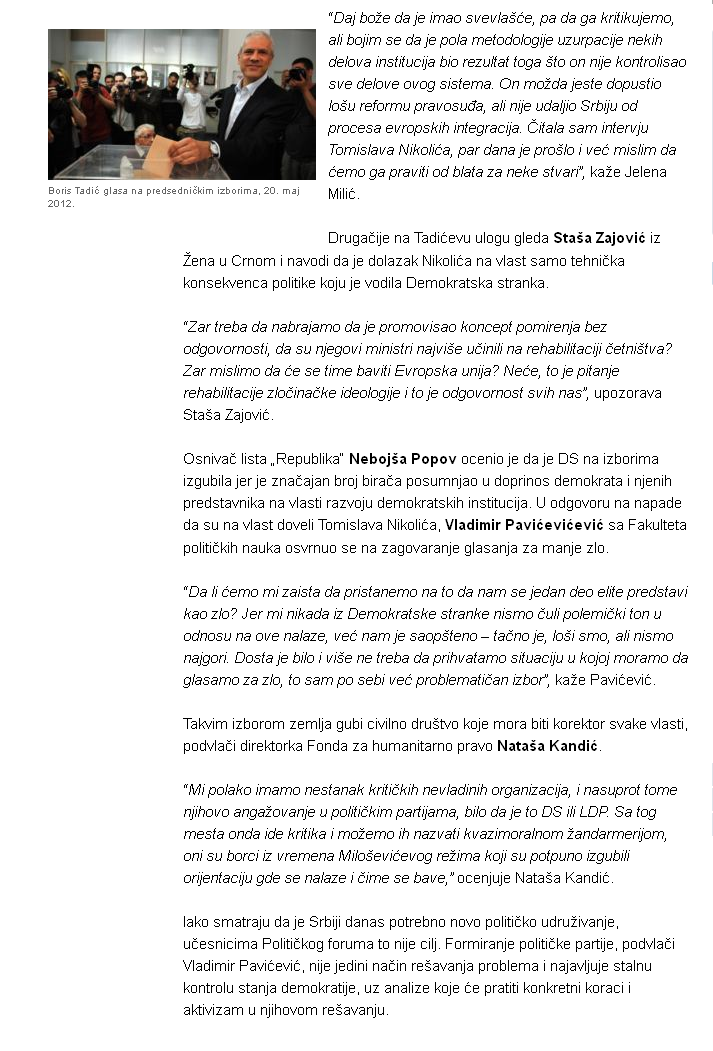 “Daj bože da je imao svevlašće, pa da ga kritikujemo,
ali bojim se da je pola metodologije uzurpacije nekih
delova institucija bio rezultat toga što on nije kontrolisao
sve delove ovog sistema. On možda jeste dopustio
lošu reformu pravosuđa, ali nije udaljio Srbiju od
procesa evropskih integracija. Čitala sam intervju
Tomislava Nikolića, par dana je prošlo i već mislim da
ćemo ga praviti od blata za neke stvari”, kaže Jelena
Milić.
Boris Tadić glasa na predsedničkim izborima, 20. maj
2012.
Drugačije na Tadićevu ulogu gleda Staša Zajović iz
Žena u Crnom i navodi da je dolazak Nikolića na vlast samo tehnička
konsekvenca politike koju je vodila Demokratska stranka.
“Zar treba da nabrajamo da je promovisao koncept pomirenja bez
odgovornosti, da su njegovi ministri najviše učinili na rehabilitaciji četništva?
Zar mislimo da će se time baviti Evropska unija? Neće, to je pitanje
rehabilitacije zločinačke ideologije i to je odgovornost svih nas”, upozorava
Staša Zajović.
Osnivač lista „Republika“ Nebojša Popov ocenio je da je DS na izborima
izgubila jer je značajan broj birača posumnjao u doprinos demokrata i njenih
predstavnika na vlasti razvoju demokratskih institucija. U odgovoru na napade
da su na vlast doveli Tomislava Nikolića, Vladimir Pavićevićević sa Fakulteta
političkih nauka osvrnuo se na zagovaranje glasanja za manje zlo.
“Da li ćemo mi zaista da pristanemo na to da nam se jedan deo elite predstavi
kao zlo? Jer mi nikada iz Demokratske stranke nismo čuli polemički ton u
odnosu na ove nalaze, već nam je saopšteno – tačno je, loši smo, ali nismo
najgori. Dosta je bilo i više ne treba da prihvatamo situaciju u kojoj moramo da
glasamo za zlo, to sam po sebi već problematičan izbor”, kaže Pavićević.
Takvim izborom zemlja gubi civilno društvo koje mora biti korektor svake vlasti,
podvlači direktorka Fonda za humanitarno pravo Nataša Kandić.
“Mi polako imamo nestanak kritičkih nevladinih organizacija, i nasuprot tome
njihovo angažovanje u političkim partijama, bilo da je to DS ili LDP. Sa tog
mesta onda ide kritika i možemo ih nazvati kvazimoralnom žandarmerijom,
oni su borci iz vremena Miloševićevog režima koji su potpuno izgubili
orijentaciju gde se nalaze i čime se bave,” ocenjuje Nataša Kandić.
Iako smatraju da je Srbiji danas potrebno novo političko udruživanje,
učesnicima Političkog foruma to nije cilj. Formiranje političke partije, podvlači
Vladimir Pavićević, nije jedini način rešavanja problema i najavljuje stalnu
kontrolu stanja demokratije, uz analize koje će pratiti konkretni koraci i
aktivizam u njihovom rešavanju.